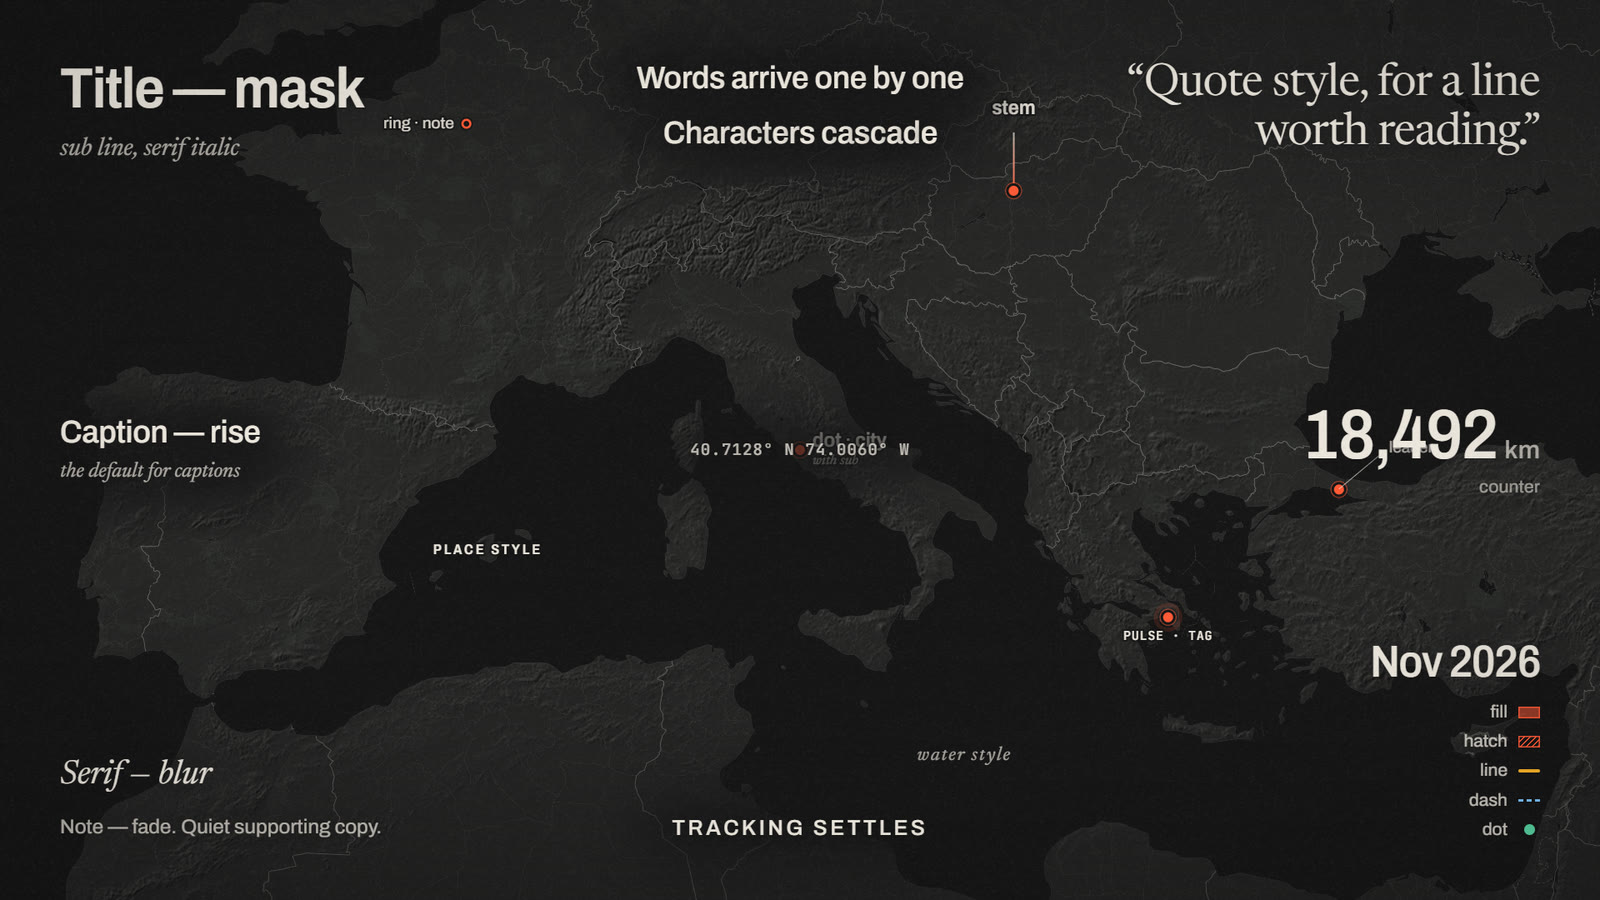 Title — mask
sub line, serif italic
ring · note
Words arrive one by one
Characters cascade
stem
“Quote style, for a line
worth reading.”
Caption — rise
the default for captions
dot · city
40.7128° N 74.0060° W
with sub
18,492 km
counter
PLACE STYLE
PULSE · TAG
Nov 2026
fill
hatch
line
dash
dot
water style
Serif – blur
Note — fade. Quiet supporting copy.
TRACKING SETTLES